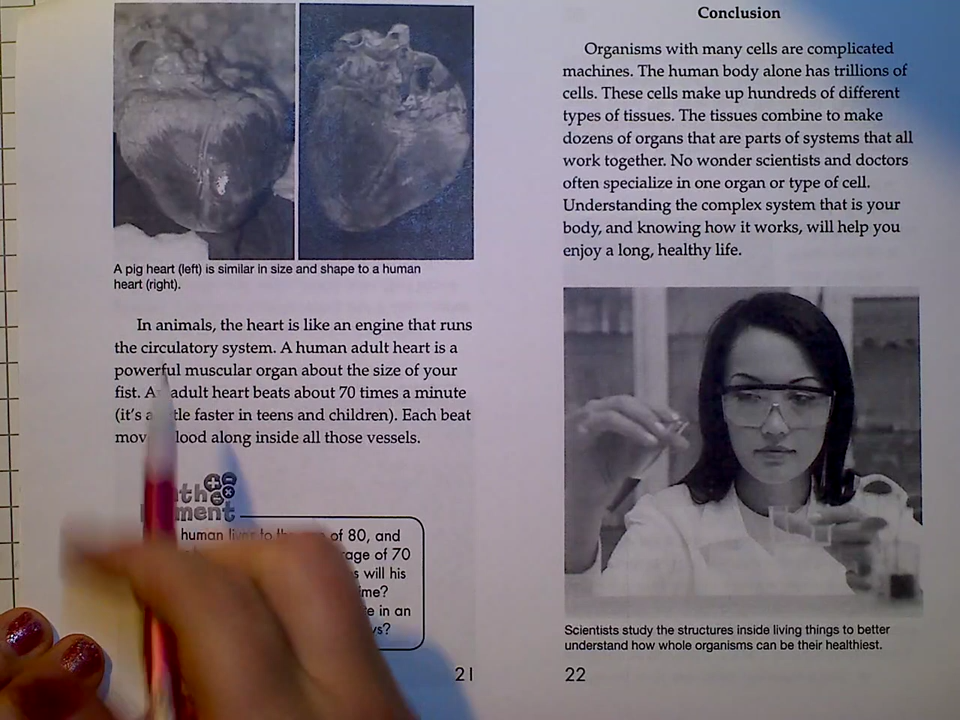 A pig heart (left) is similar in size and shape to a human
heart (right).
In animals, the heart is like an engine that runs
the circulatory system. A human adult heart is a
powerful muscular organ about the size of your
fist. A adult heart beats about 70 times a minute
(it's a tle faster in teens and children). Each beat
mov lood along inside all those vessels.
th
ment
human lives to the of 80, and
rage of 70
s will his
ime?
e in an
ys?
21
Conclusion
Organisms with many cells are complicated
machines. The human body alone has trillions of
cells. These cells make up hundreds of different
types of tissues. The tissues combine to make
dozens of organs that are parts of systems that all
work together. No wonder scientists and doctors
often specialize in one organ or type of cell.
Understanding the complex system that is your
body, and knowing how it works, will help you
enjoy a long, healthy life.
Scientists study the structures inside living things to better
understand how whole organisms can be their healthiest.
22